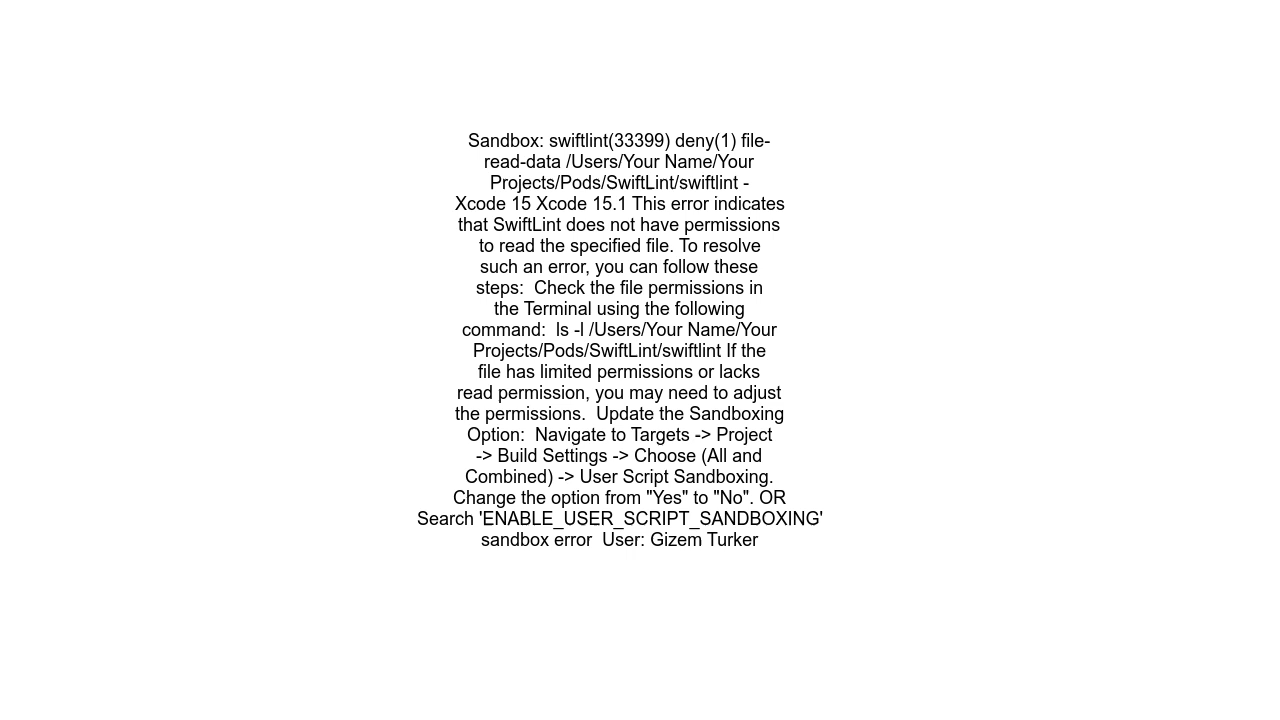 Sandbox: swiftlint(33399) deny(1) file-
read-data /Users/Your Name/Your
Projects/Pods/SwiftLint/swiftlint -
Xcode 15 Xcode 15.1 This error indicates
that SwiftLint does not have permissions
to read the specified file. To resolve
such an error, you can follow these
steps:  Check the file permissions in
the Terminal using the following
command:  ls -l /Users/Your Name/Your
Projects/Pods/SwiftLint/swiftlint If the
file has limited permissions or lacks
read permission, you may need to adjust
the permissions.  Update the Sandboxing
Option:  Navigate to Targets -> Project
-> Build Settings -> Choose (All and
Combined) -> User Script Sandboxing.
Change the option from "Yes" to "No". OR
Search 'ENABLE_USER_SCRIPT_SANDBOXING'
sandbox error  User: Gizem Turker